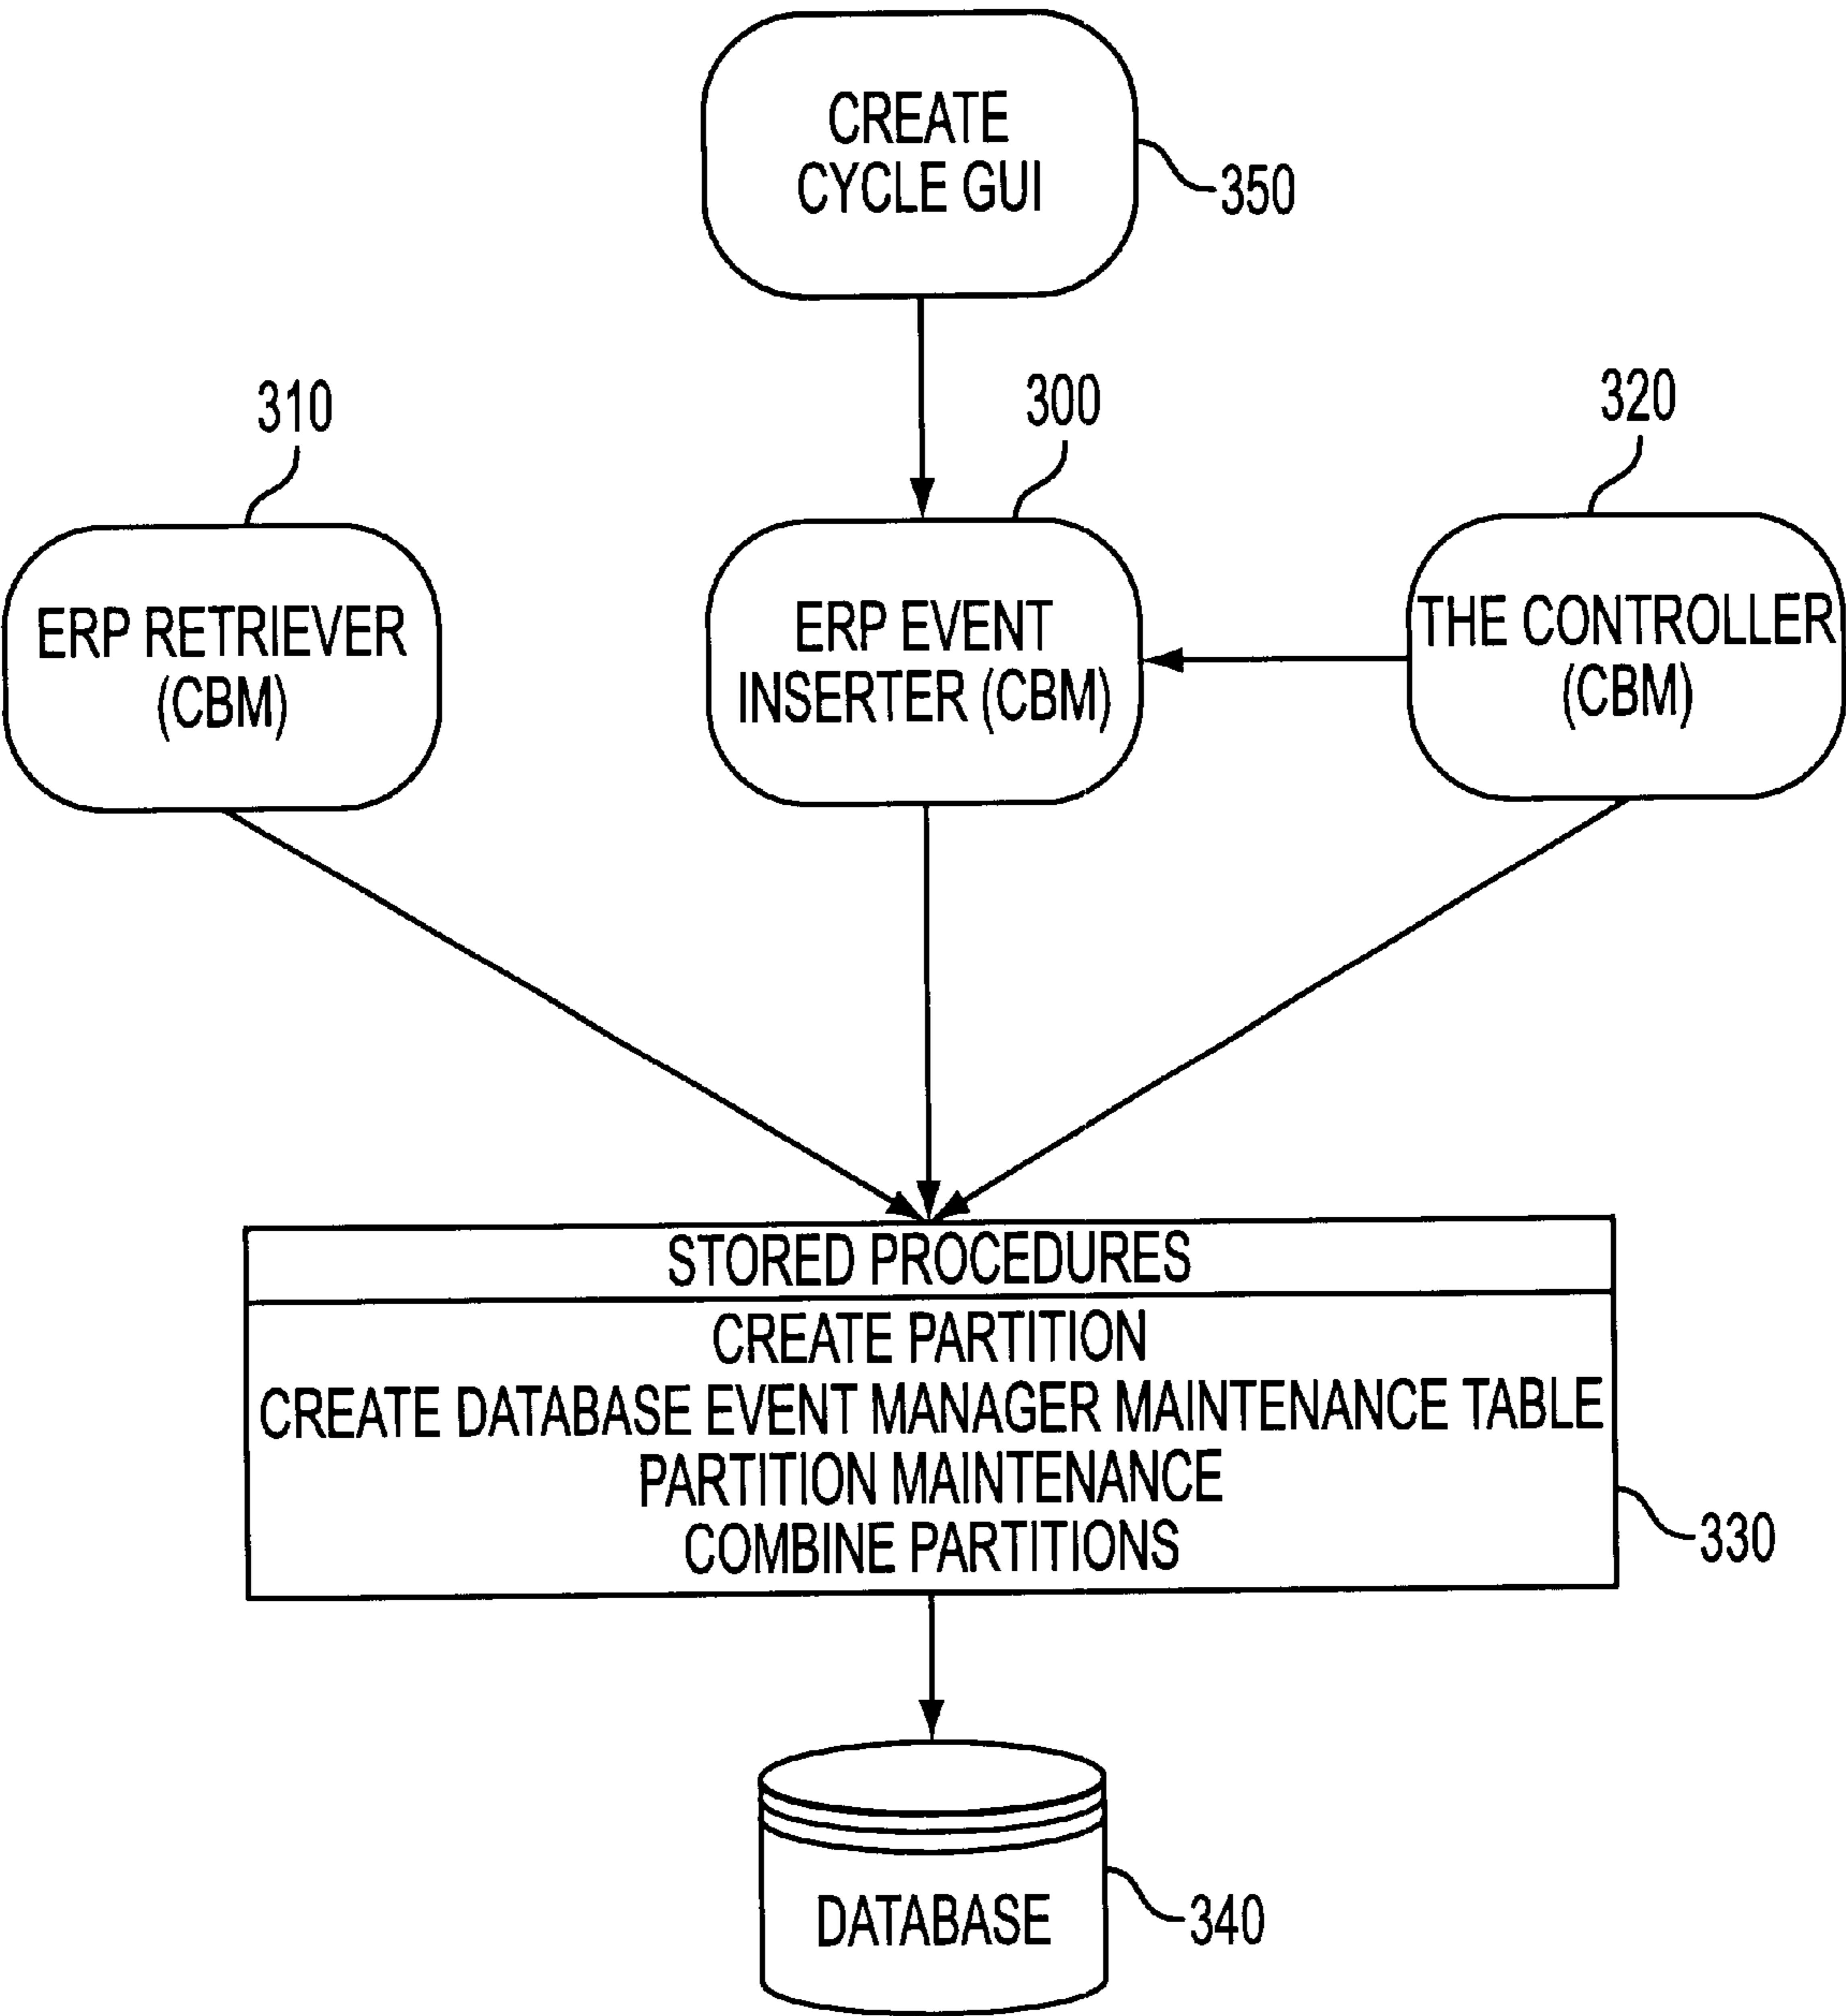 CREATE
CYCLE GUI
350
310
300
320
ERP RETRIEVER
(CBM)
ERP EVENT
INSERTER (CBM)
THE CONTROLLER
(CBM)
STORED PROCEDURES
CREATE PARTITION
CREATE DATABASE EVENT MANAGER MAINTENANCE TABLE
PARTITION MAINTENANCE
COMBINE PARTITIONS
330
DATABASE
340